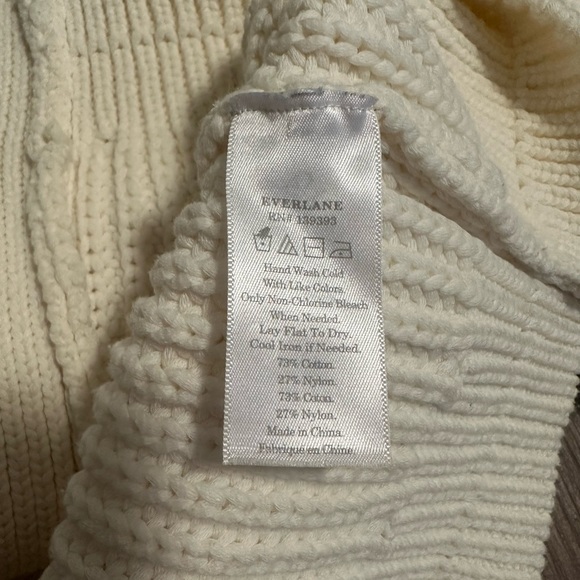 EVERLANE
RN# 139393
Hand Wash Cold
With Like Colors.
Only Non-Chlorine Bleach
When Needed.
Lay Flat To Dry.
Cool Iron if Needed.
73% Cotton.
27% Nylon.
73% Coton.
27% Nylon.
Made in China.
Fabrique en Chine.